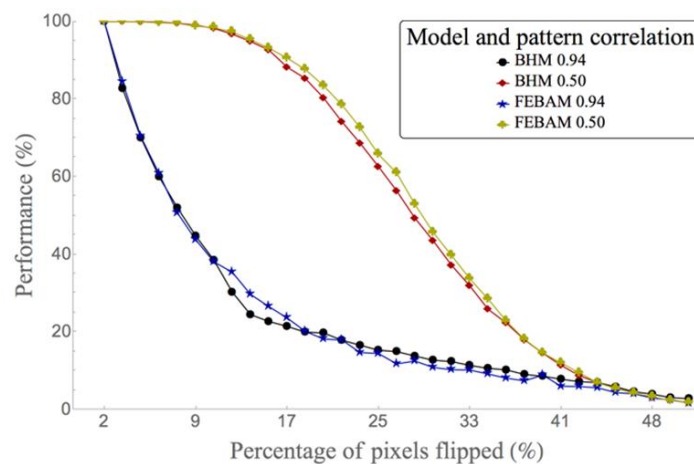 Model and pattern correlation
BHM 0.94
BHM 0.50
FEBAM 0.94
FEBAM 0.50
Performance (%)
100
80
60
40
20
0
2 9 17 25 33 41 48
Percentage of pixels flipped (%)